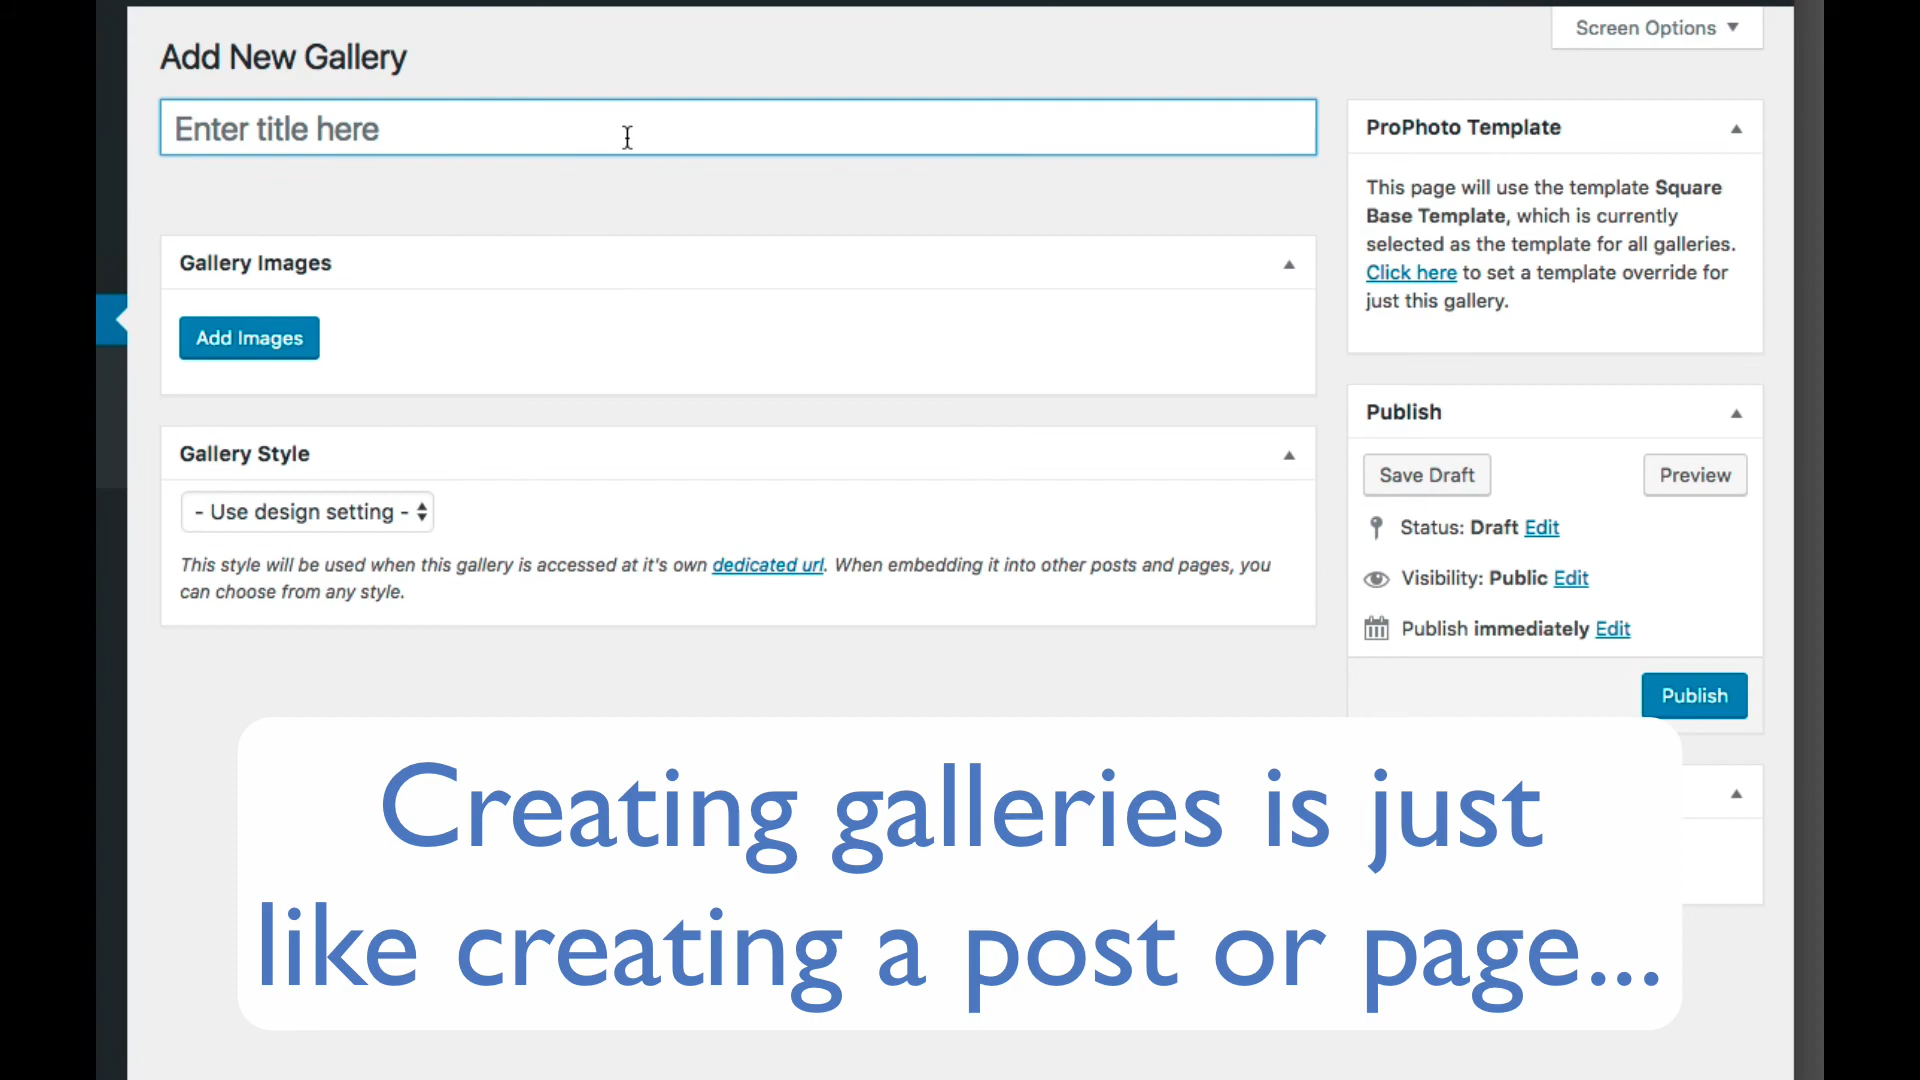 Screen Options
Add New Gallery
Enter title here
Gallery Images
Add Images
Gallery Style
- Use design setting -
This style will be used when this gallery is accessed at it's own dedicated url. When embedding it into other posts and pages, you
can choose from any style.
ProPhoto Template
This page will use the template Square
Base Template, which is currently
selected as the template for all galleries.
Click here to set a template override for
just this gallery.
Publish
Save Draft
Preview
Status: Draft Edit
Visibility: Public Edit
Publish immediately Edit
Publish
Creating galleries is just
like creating a post or page...